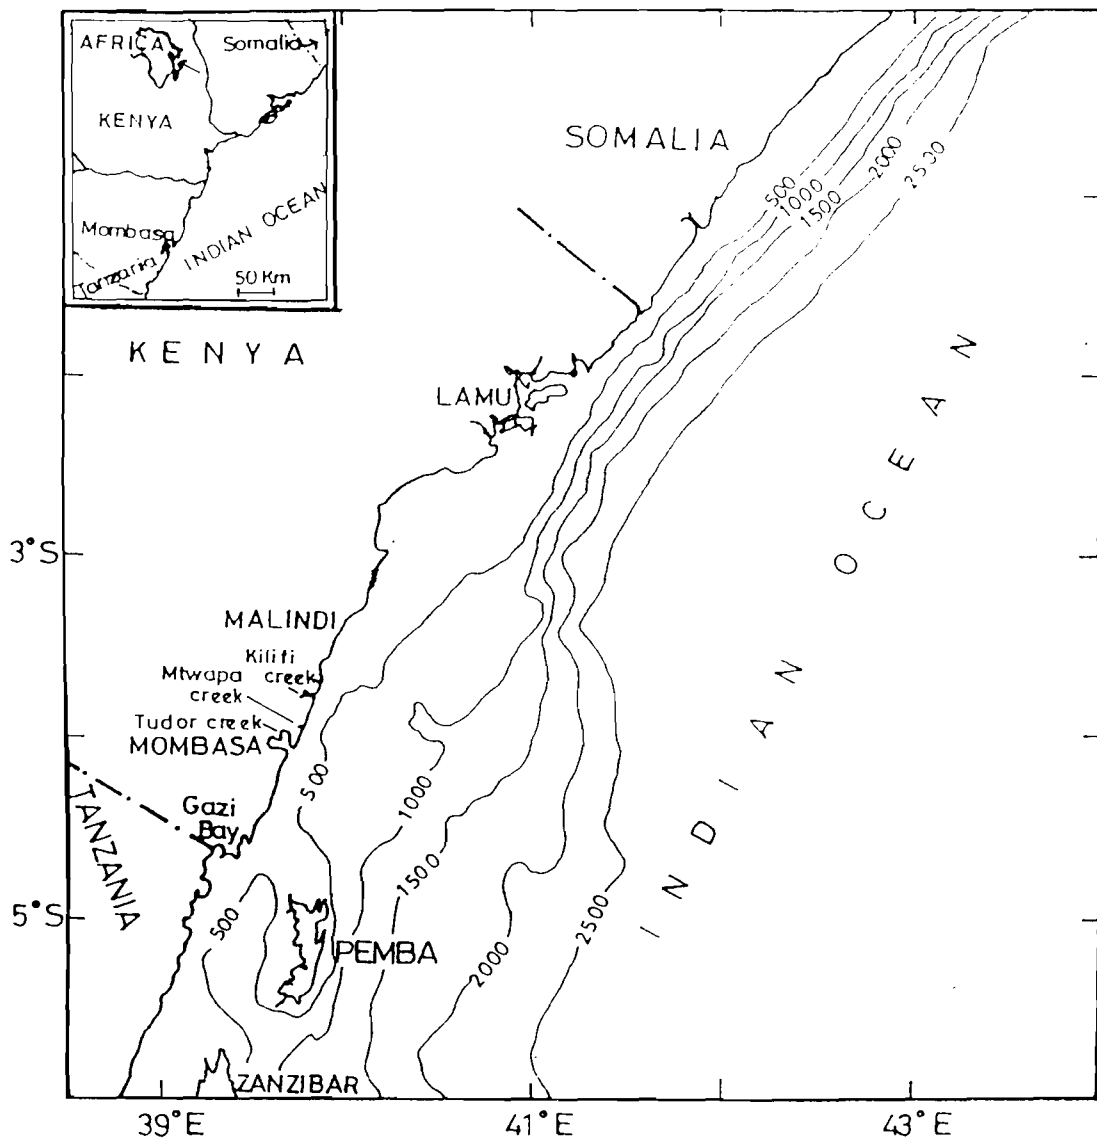 AFRICA
Somalia
KENYA
Mombasa
Tanzania
INDIAN OCEAN
50 Km
SOMALIA
500
1000
1500
2000
2500
KENYA
LAMU
3°S
MALINDI
Kilifi
creek
Mtwapa
creek
Tudor creek
MOMBASA
Gazi
Bay
TANZANIA
500
1000
1500
2000
2500
500
5°S
PEMBA
ZANZIBAR
INDIAN OCEAN
39°E
41°E
43°E